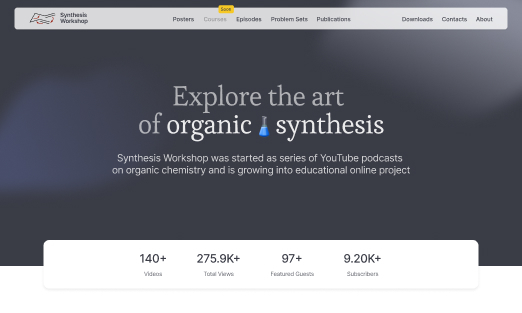 Soon
Synthesis
Workshop
Posters Courses Episodes Problem Sets Publications Downloads Contacts About
Explore the art
of organic synthesis
Synthesis Workshop was started as series of YouTube podcasts
on organic chemistry and is growing into educational online project
140+ 275.9K+ 97+ 9.20K+
Videos Total Views Featured Guests Subscribers